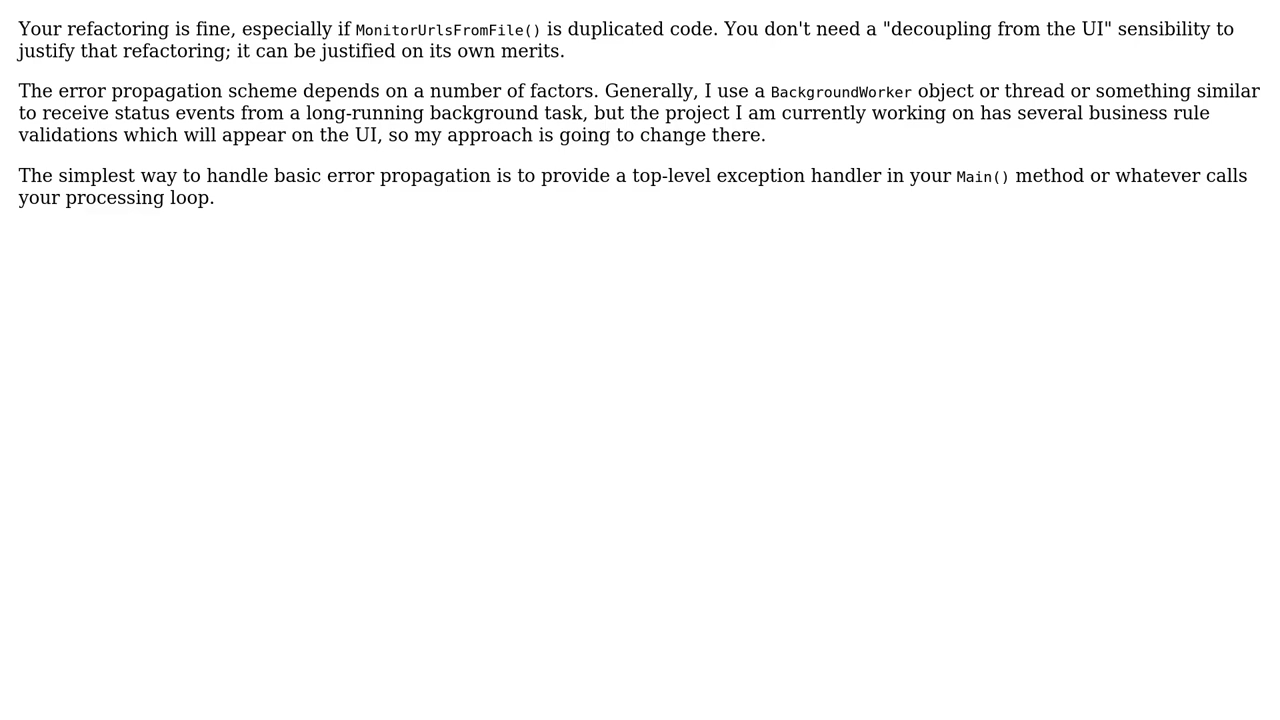 Your refactoring is fine, especially if MonitorUrlsFromFile() is duplicated code. You don't need a "decoupling from the UI" sensibility to
justify that refactoring; it can be justified on its own merits.
The error propagation scheme depends on a number of factors. Generally, I use a BackgroundWorker object or thread or something similar
to receive status events from a long-running background task, but the project I am currently working on has several business rule
validations which will appear on the UI, so my approach is going to change there.
The simplest way to handle basic error propagation is to provide a top-level exception handler in your Main() method or whatever calls
your processing loop.